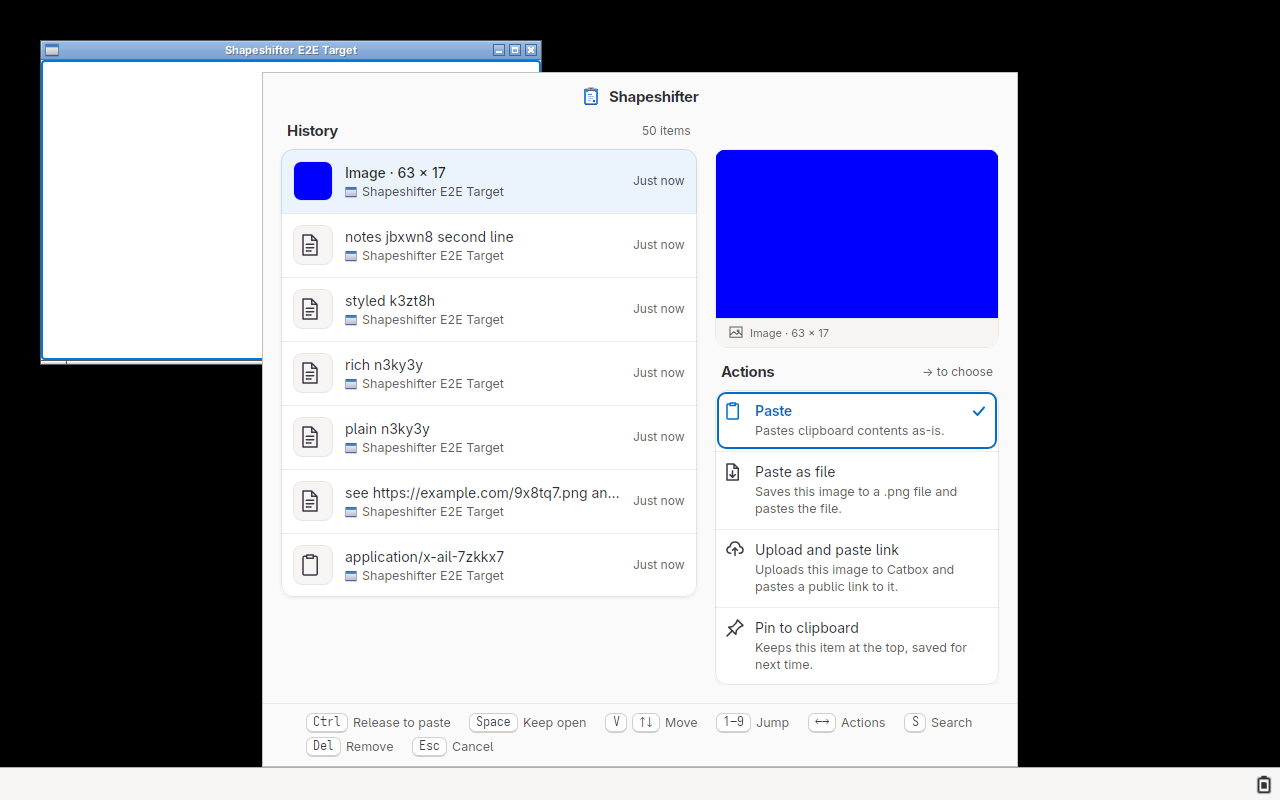 Shapeshifter E2E Target
Shapeshifter
History
50 items
Image · 63 × 17
Shapeshifter E2E Target
Just now
notes jbxwn8 second line
Shapeshifter E2E Target
Just now
styled k3zt8h
Shapeshifter E2E Target
Just now
rich n3ky3y
Shapeshifter E2E Target
Just now
plain n3ky3y
Shapeshifter E2E Target
Just now
see https://example.com/9x8tq7.png an…
Shapeshifter E2E Target
Just now
application/x-ail-7zkkx7
Shapeshifter E2E Target
Just now
Image · 63 × 17
Actions
→ to choose
Paste
Pastes clipboard contents as-is.
Paste as file
Saves this image to a .png file and
pastes the file.
Upload and paste link
Uploads this image to Catbox and
pastes a public link to it.
Pin to clipboard
Keeps this item at the top, saved for
next time.
Ctrl Release to paste Space Keep open V ↑↓ Move 1–9 Jump ←→ Actions S Search
Del Remove Esc Cancel